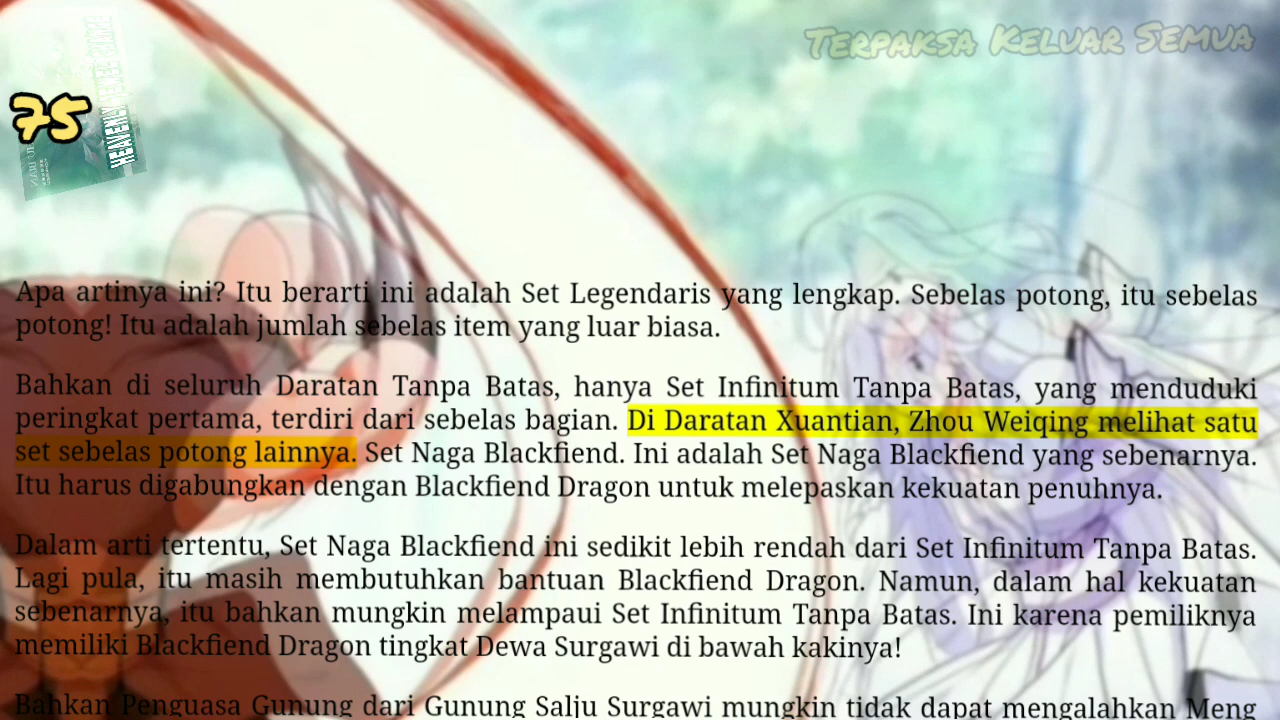 Terpaksa Keluar Semua
75
HEAVENLY
Apa artinya ini? Itu berarti ini adalah Set Legendaris yang lengkap. Sebelas potong, itu sebelas
potong! Itu adalah jumlah sebelas item yang luar biasa.
Bahkan di seluruh Daratan Tanpa Batas, hanya Set Infinitum Tanpa Batas, yang menduduki
peringkat pertama, terdiri dari sebelas bagian. Di Daratan Xuantian, Zhou Weiqing melihat satu
set sebelas potong lainnya. Set Naga Blackfiend. Ini adalah Set Naga Blackfiend yang sebenarnya.
Itu harus digabungkan dengan Blackfiend Dragon untuk melepaskan kekuatan penuhnya.
Dalam arti tertentu, Set Naga Blackfiend ini sedikit lebih rendah dari Set Infinitum Tanpa Batas.
Lagi pula, itu masih membutuhkan bantuan Blackfiend Dragon. Namun, dalam hal kekuatan
sebenarnya, itu bahkan mungkin melampaui Set Infinitum Tanpa Batas. Ini karena pemiliknya
memiliki Blackfiend Dragon tingkat Dewa Surgawi di bawah kakinya!
Bahkan Penguasa Gunung dari Gunung Salju Surgawi mungkin tidak dapat mengalahkan Meng